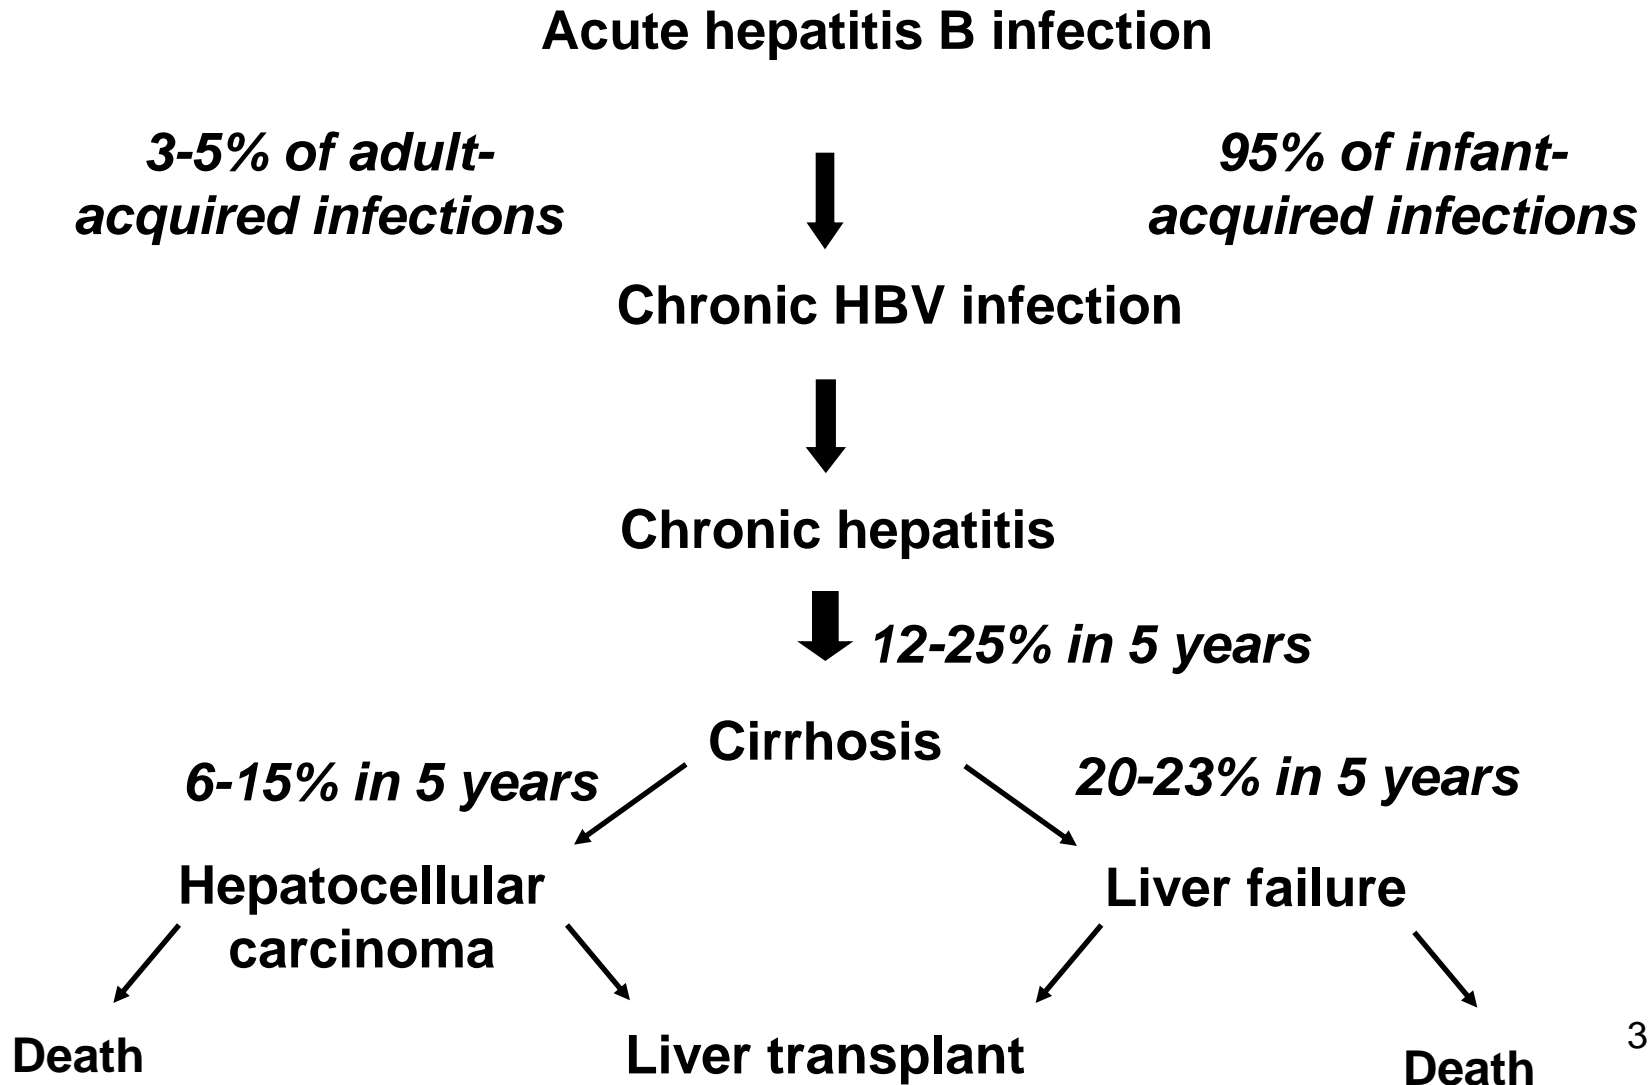 Acute hepatitis B infection
3-5% of adult-
acquired infections
95% of infant-
acquired infections
Chronic HBV infection
Chronic hepatitis
12-25% in 5 years
Cirrhosis
6-15% in 5 years
20-23% in 5 years
Hepatocellular
carcinoma
Liver failure
Death
Liver transplant
Death
3